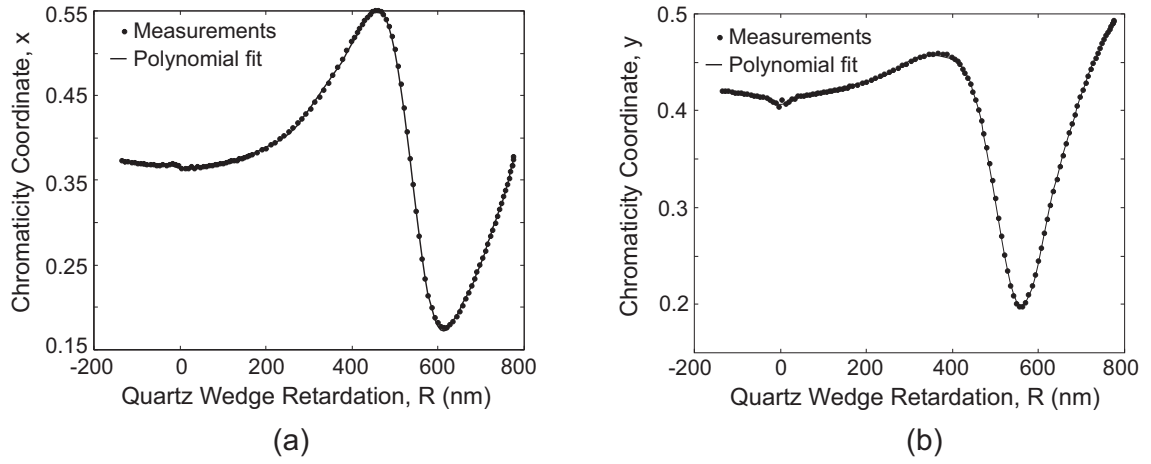 0.55
0.45
0.35
0.25
0.15
Chromaticity Coordinate, x
Measurements
Polynomial fit
-200 0 200 400 600 800
Quartz Wedge Retardation, R (nm)
(a)
0.5
0.4
0.3
0.2
Chromaticity Coordinate, y
Measurements
Polynomial fit
-200 0 200 400 600 800
Quartz Wedge Retardation, R (nm)
(b)